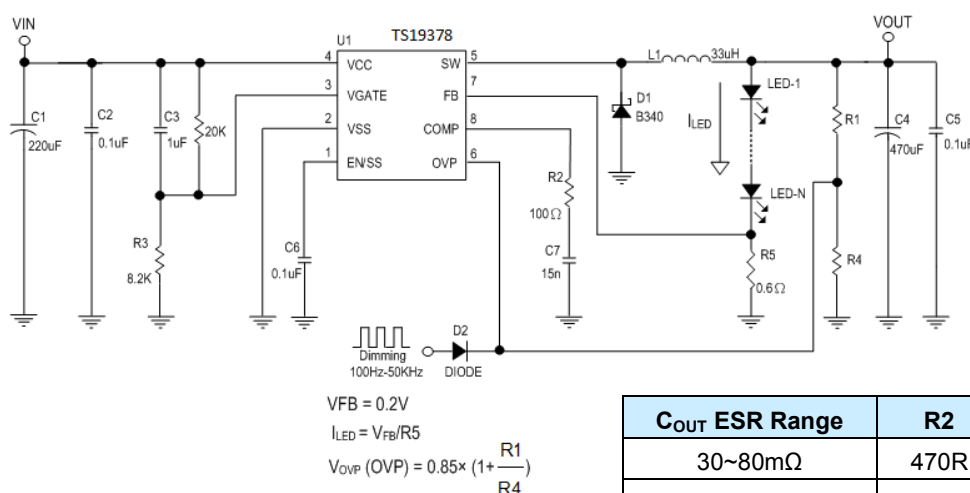 VIN
TS19378
VOUT
U1
4 VCC
SW 5
3 VGATE
FB 7
2 VSS
COMP 8
1 EN/SS
OVP 6
C1
220uF
C2
0.1uF
C3
1uF
20K
R3
8.2K
C6
0.1uF
L1
33uH
D1
B340
LED-1
ILED
LED-N
R1
C4
470uF
C5
0.1uF
R2
100Ω
C7
15n
R5
0.6Ω
R4
Dimming
100Hz-50KHz
D2
DIODE
VFB = 0.2V
ILED = VFB/R5
VOVP (OVP) = 0.85× (1+ R1/R4)
COUT ESR Range R2
30~80mΩ 470R